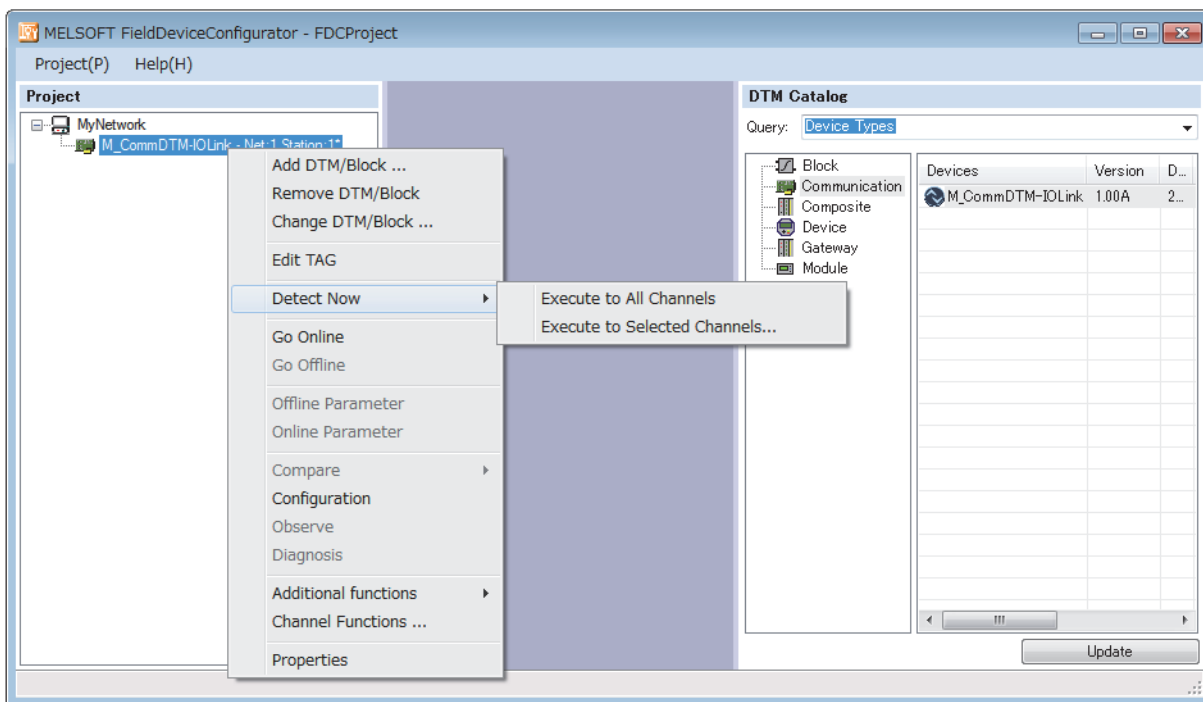 MELSOFT FieldDeviceConfigurator - FDCProject
Project(P) Help(H)
Project
MyNetwork
M_CommDTM-IOLink - Net:1 Station:1*
Add DTM/Block ...
Remove DTM/Block
Change DTM/Block ...
Edit TAG
Detect Now
Go Online
Go Offline
Offline Parameter
Online Parameter
Compare
Configuration
Observe
Diagnosis
Additional functions
Channel Functions ...
Properties
Execute to All Channels
Execute to Selected Channels...
DTM Catalog
Query: Device Types
Block
Communication
Composite
Device
Gateway
Module
Devices Version D...
M_CommDTM-IOLink 1.00A 2...
Update